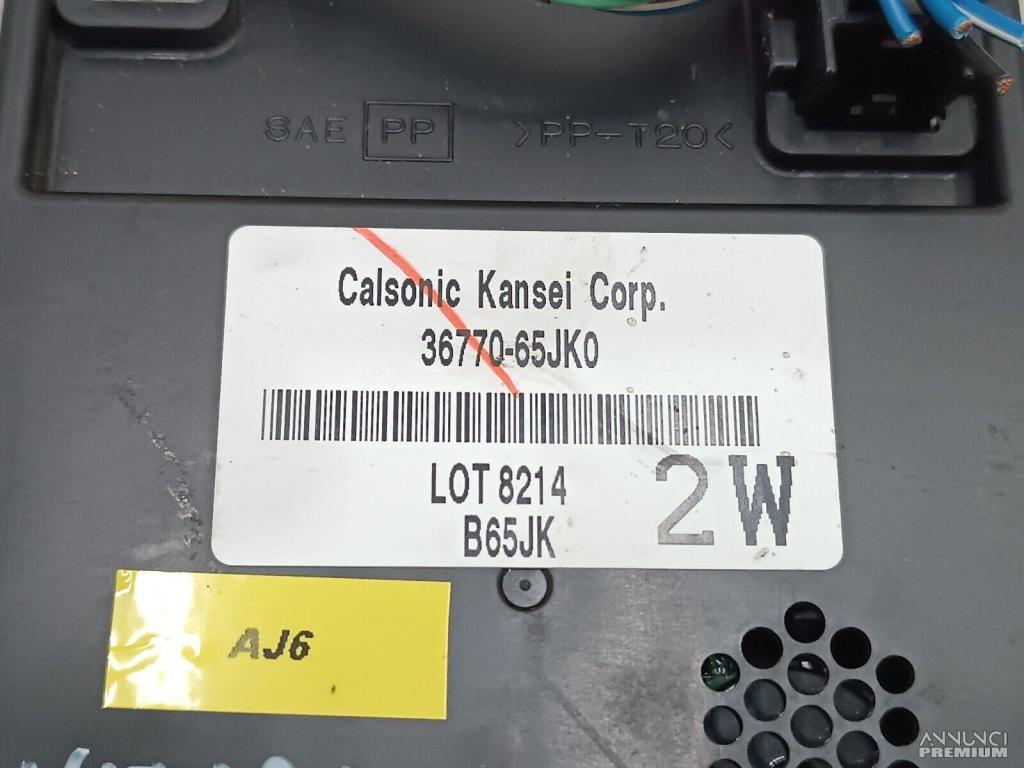 SAE PP >PP-T20<
Calsonic Kansei Corp.
36770-65JK0
LOT 8214
B65JK
2W
AJ6
ANNUNCI
PREMIUM